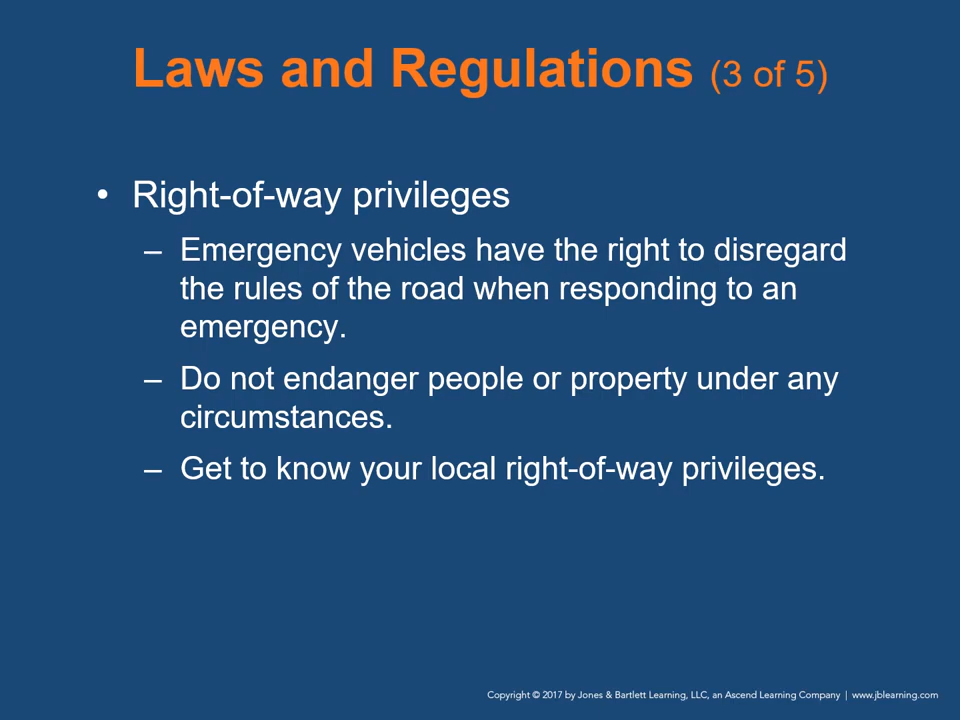 Laws and Regulations (3 of 5)
• Right-of-way privileges
– Emergency vehicles have the right to disregard
the rules of the road when responding to an
emergency.
– Do not endanger people or property under any
circumstances.
– Get to know your local right-of-way privileges.
Copyright © 2017 by Jones & Bartlett Learning, LLC, an Ascend Learning Company | www.jblearning.com